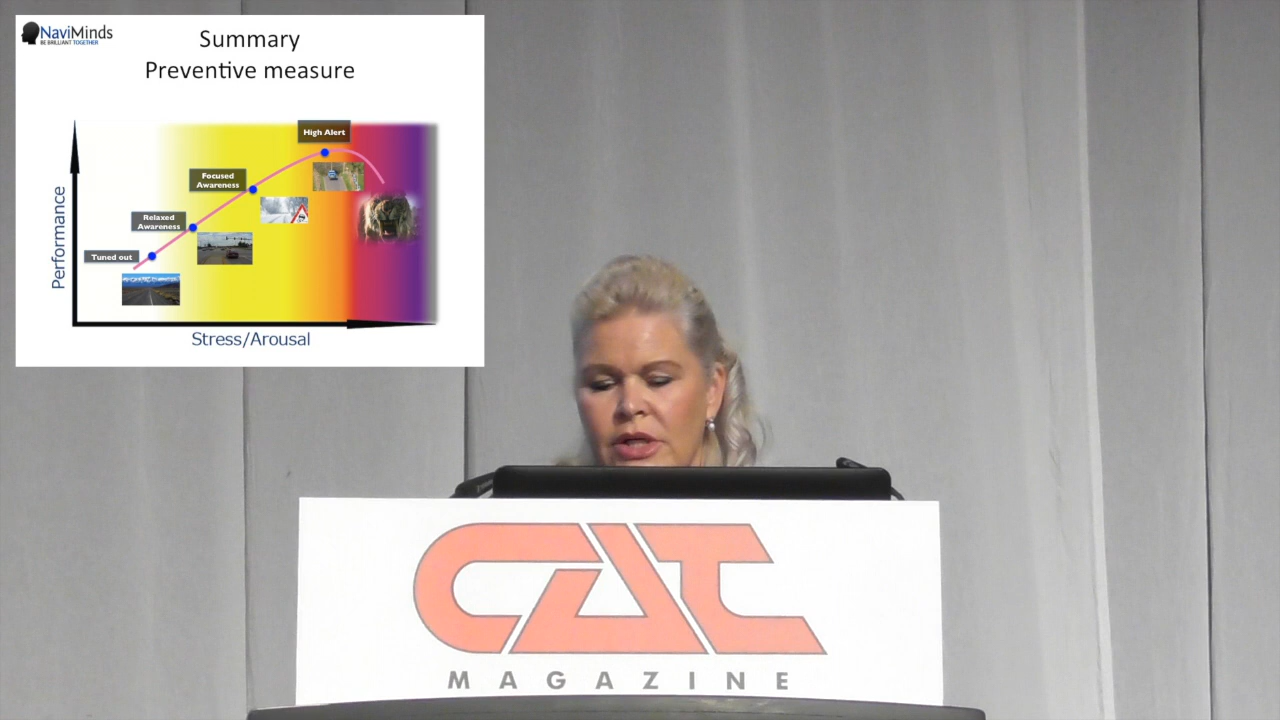 NaviMinds
BE BRILLIANT TOGETHER
Summary
Preventive measure
High Alert
Focused
Awareness
Relaxed
Awareness
Tuned out
Performance
Stress/Arousal
CAT
MAGAZINE